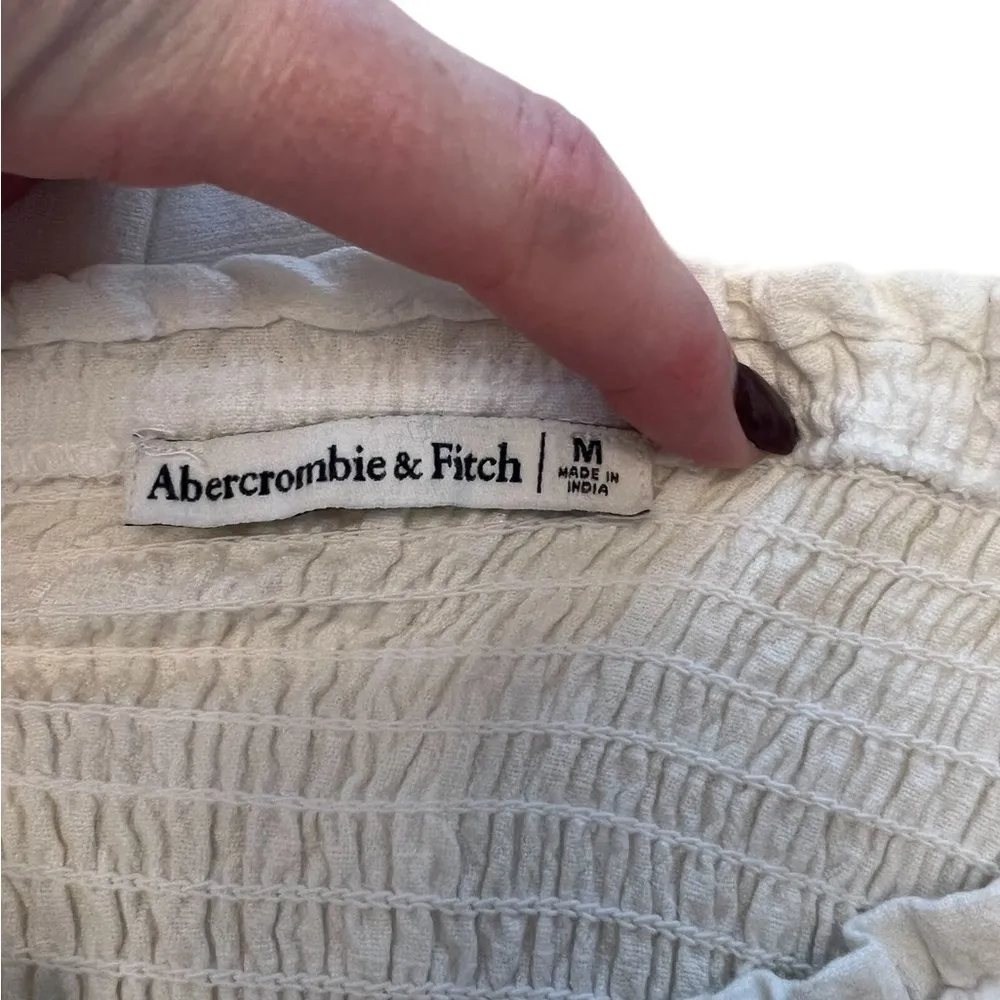 Abercrombie & Fitch | M
MADE IN
INDIA